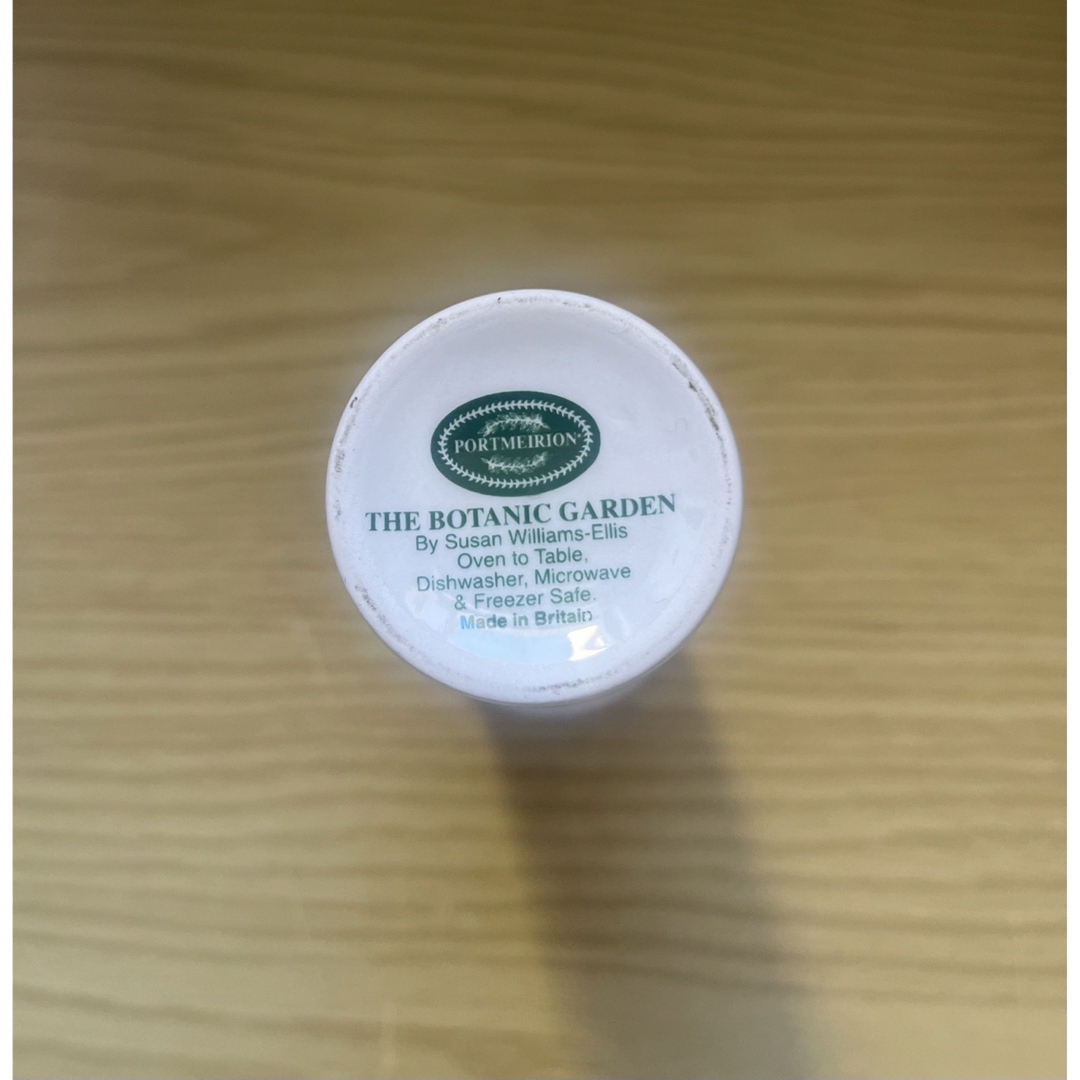 PORTMEIRION®
THE BOTANIC GARDEN
By Susan Williams-Ellis
Oven to Table,
Dishwasher, Microwave
& Freezer Safe.
Made in Britain